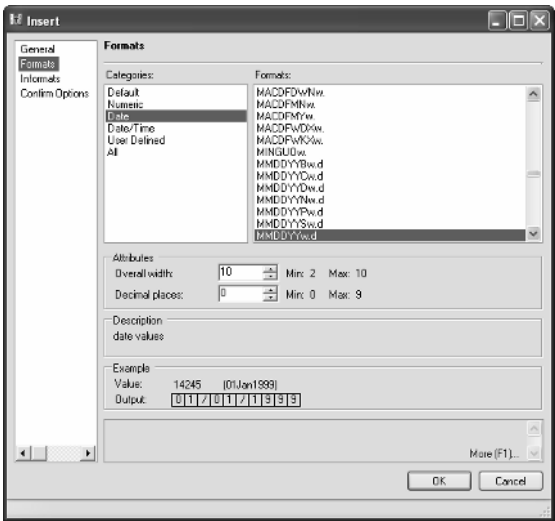 Insert
General
Formats
Informats
Confirm Options
Formats
Categories:
Default
Numeric
Date
Date/Time
User Defined
All
Formats:
MACDFDWNw.
MACDFMNw.
MACDFMYw.
MACDFWDXw.
MACDFWKXw.
MINGUOw.
MMDDYYBw.d
MMDDYYCw.d
MMDDYYDw.d
MMDDYYNw.d
MMDDYYPw.d
MMDDYYSw.d
MMDDYYw.d
Attributes
Overall width: 10 Min: 2 Max: 10
Decimal places: 0 Min: 0 Max: 9
Description
date values
Example
Value: 14245 (01Jan1999)
Output: 01/01/1999
More (F1)...
OK Cancel